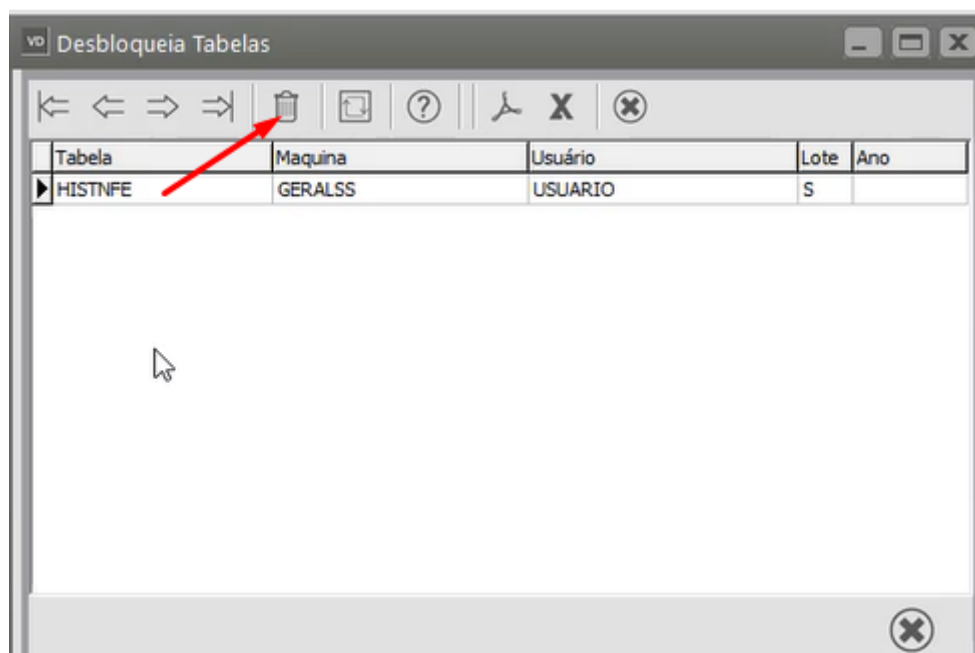 VD Desbloqueia Tabelas
Tabela Maquina Usuário Lote Ano
HISTNFE GERALSS USUARIO S